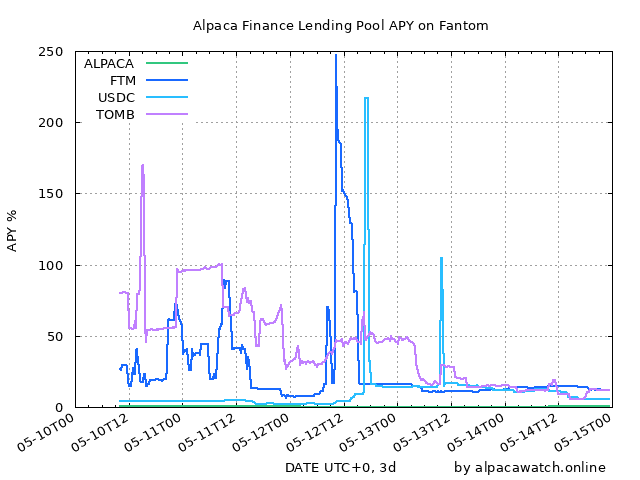 Alpaca Finance Lending Pool APY on Fantom
250
200
150
100
50
0
APY %
ALPACA
FTM
USDC
TOMB
05-10T00
05-10T12
05-11T00
05-11T12
05-12T00
05-12T12
05-13T00
05-13T12
05-14T00
05-14T12
05-15T00
DATE UTC+0, 3d
by alpacawatch.online